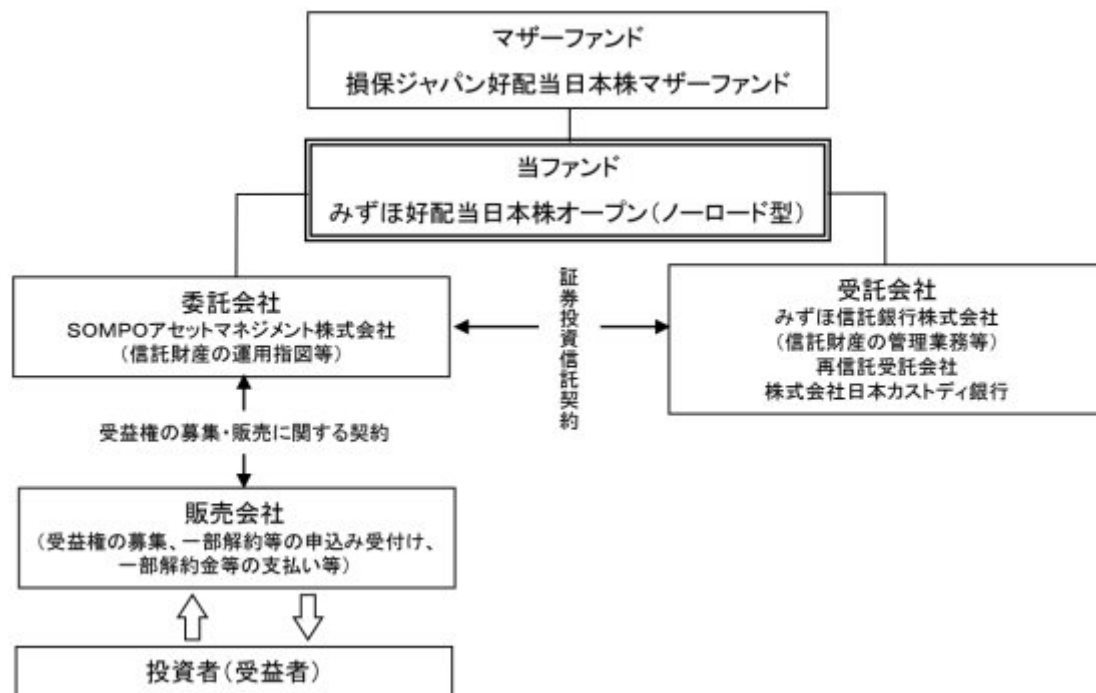 マザーファンド
損保ジャパン好配当日本株マザーファンド
当ファンド
みずほ好配当日本株オープン(ノーロード型)
委託会社
SOMPOアセットマネジメント株式会社
(信託財産の運用指図等)
証券投資信託契約
受託会社
みずほ信託銀行株式会社
(信託財産の管理業務等)
再信託受託会社
株式会社日本カストディ銀行
受益権の募集・販売に関する契約
販売会社
(受益権の募集、一部解約等の申込み受付け、
一部解約金等の支払い等)
投資者(受益者)